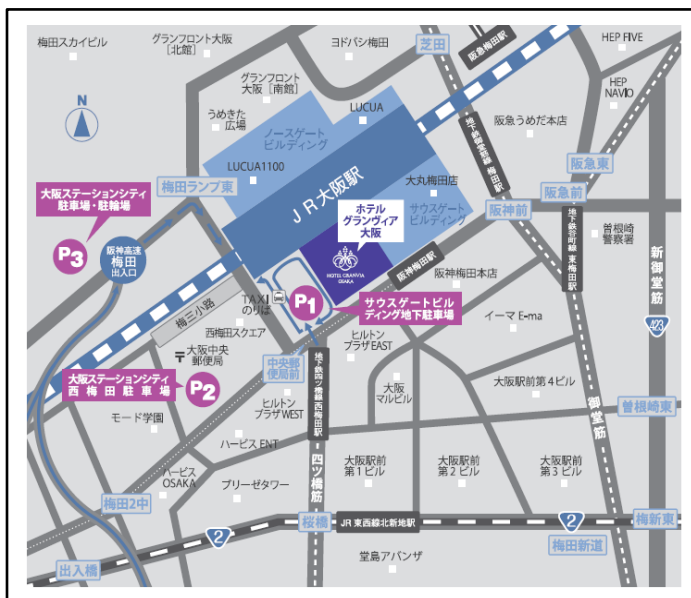 梅田スカイビル
グランフロント大阪
[北館]
ヨドバシ梅田
芝田
阪急梅田駅
HEP FIVE
HEP
NAVIO
N
グランフロント
大阪[南館]
うめきた
広場
LUCUA
ノースゲート
ビルディング
LUCUA1100
地下鉄御堂筋線 梅田駅
阪急うめだ本店
阪急東
阪急前
梅田ランプ東
JR大阪駅
大丸梅田店
サウスゲート
ビルディング
阪神前
大阪ステーションシティ
駐車場・駐輪場
P3
阪神高速
梅田
出入口
ホテル
グランヴィア
大阪
HOTEL GRANVIA
OSAKA
阪神梅田駅
阪神梅田本店
地下鉄谷町線 東梅田駅
曽根崎
警察署
新御堂筋
423
梅三小路
TAXI
のりば
P1
サウスゲートビル
ディング地下駐車場
イーマ E-ma
西梅田スクエア
〒大阪中央
郵便局
中央郵
便局前
ヒルトン
プラザEAST
大阪ステーションシティ
西梅田駐車場
P2
地下鉄四ツ橋線 西梅田駅
大阪
マルビル
大阪駅前第4ビル
御堂筋
曽根崎東
モード学園
ヒルトン
プラザWEST
ハービス ENT
ハービス
OSAKA
ブリーゼタワー
四ツ橋筋
大阪駅前
第1ビル
大阪駅前
第2ビル
大阪駅前
第3ビル
梅田2中
2
桜橋
JR 東西線北新地駅
2
梅新東
梅田新道
出入橋
堂島アバンザ